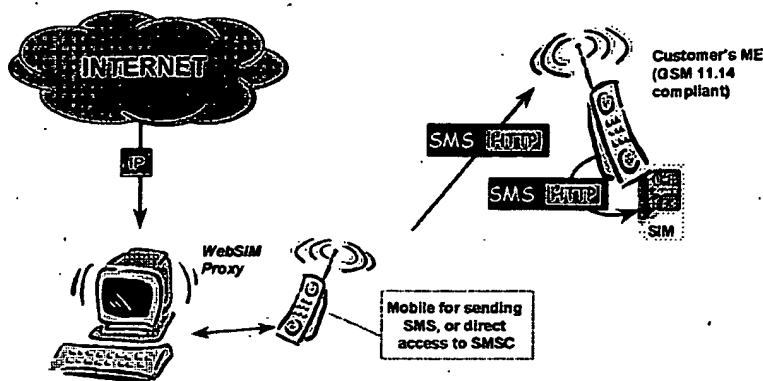 INTERNET
IP
WebSIM
Proxy
Mobile for sending
SMS, or direct
access to SMSC
SMS HTTP
SMS HTTP
Customer's ME
(GSM 11.14
compliant)
SIM